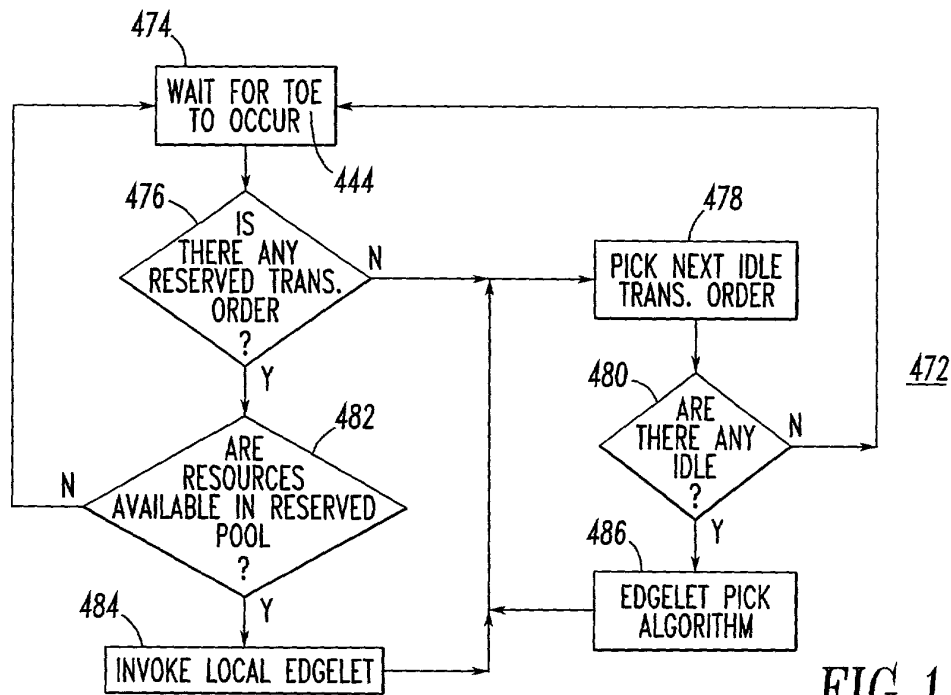 474
WAIT FOR TOE
TO OCCUR
444
476
IS
THERE ANY
RESERVED TRANS.
ORDER
?
N
Y
478
PICK NEXT IDLE
TRANS. ORDER
480
ARE
THERE ANY
IDLE
?
N
Y
472
482
ARE
RESOURCES
AVAILABLE IN RESERVED
POOL
?
N
Y
486
EDGELET PICK
ALGORITHM
484
INVOKE LOCAL EDGELET
FIG. 1